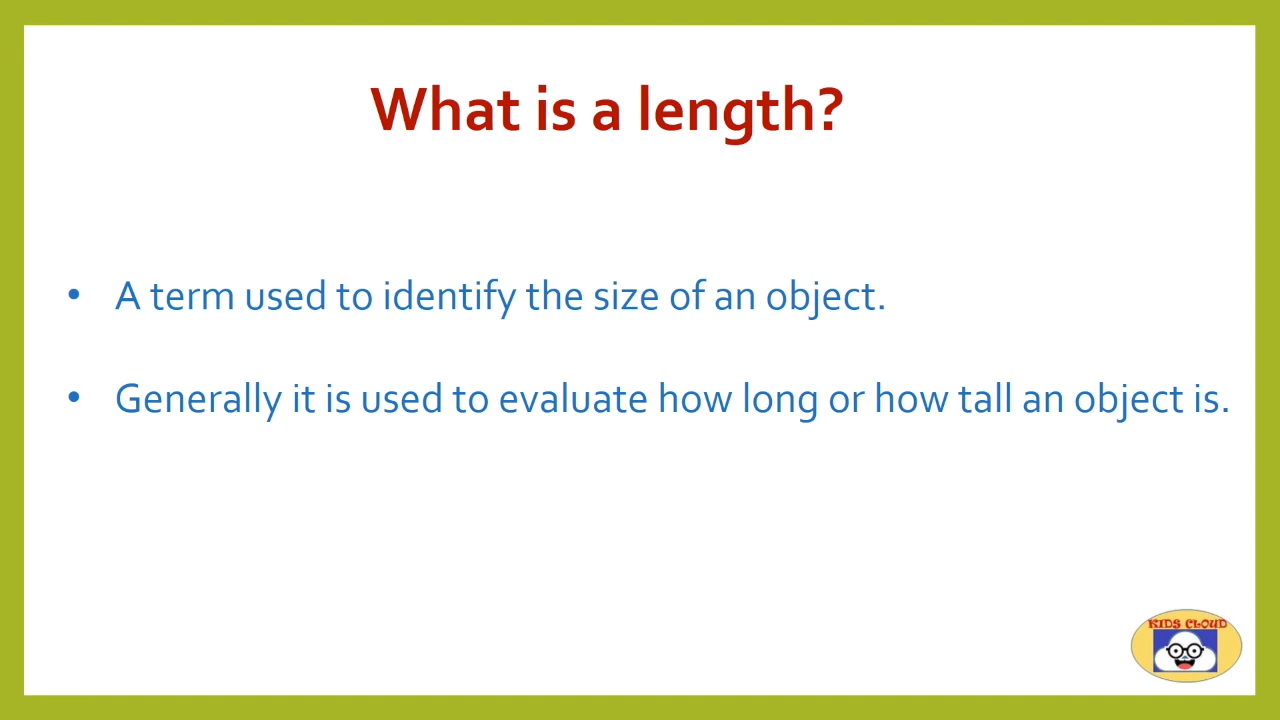 What is a length?
• A term used to identify the size of an object.
• Generally it is used to evaluate how long or how tall an object is.
KIDS CLOUD